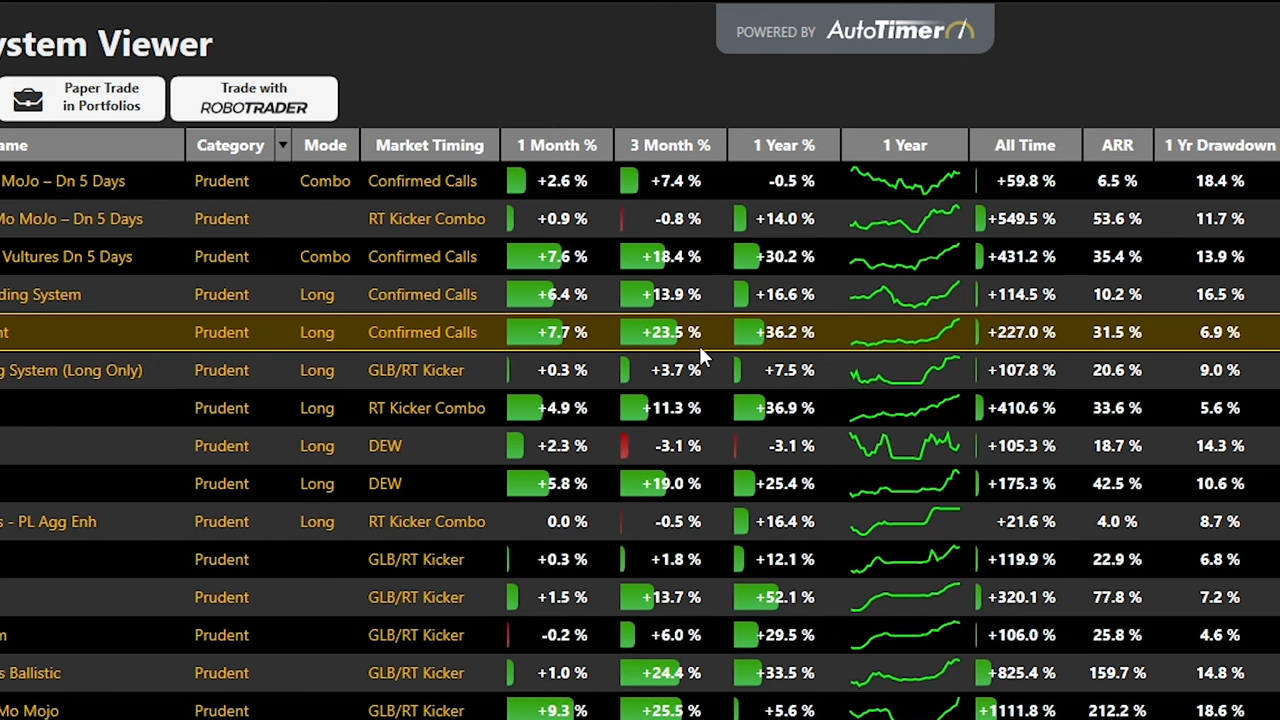 ystem Viewer
POWERED BY AutoTimer
Paper Trade
in Portfolios
Trade with
ROBOTRADER
ame Category Mode Market Timing 1 Month % 3 Month % 1 Year % 1 Year All Time ARR 1 Yr Drawdown
MoJo – Dn 5 Days Prudent Combo Confirmed Calls +2.6 % +7.4 % -0.5 % +59.8 % 6.5 % 18.4 %
Mo MoJo – Dn 5 Days Prudent RT Kicker Combo +0.9 % -0.8 % +14.0 % +549.5 % 53.6 % 11.7 %
Vultures Dn 5 Days Prudent Combo Confirmed Calls +7.6 % +18.4 % +30.2 % +431.2 % 35.4 % 13.9 %
ding System Prudent Long Confirmed Calls +6.4 % +13.9 % +16.6 % +114.5 % 10.2 % 16.5 %
nt Prudent Long Confirmed Calls +7.7 % +23.5 % +36.2 % +227.0 % 31.5 % 6.9 %
g System (Long Only) Prudent Long GLB/RT Kicker +0.3 % +3.7 % +7.5 % +107.8 % 20.6 % 9.0 %
Prudent Long RT Kicker Combo +4.9 % +11.3 % +36.9 % +410.6 % 33.6 % 5.6 %
Prudent Long DEW +2.3 % -3.1 % -3.1 % +105.3 % 18.7 % 14.3 %
Prudent Long DEW +5.8 % +19.0 % +25.4 % +175.3 % 42.5 % 10.6 %
s - PL Agg Enh Prudent Long RT Kicker Combo 0.0 % -0.5 % +16.4 % +21.6 % 4.0 % 8.7 %
Prudent GLB/RT Kicker +0.3 % +1.8 % +12.1 % +119.9 % 22.9 % 6.8 %
Prudent GLB/RT Kicker +1.5 % +13.7 % +52.1 % +320.1 % 77.8 % 7.2 %
m Prudent GLB/RT Kicker -0.2 % +6.0 % +29.5 % +106.0 % 25.8 % 4.6 %
s Ballistic Prudent GLB/RT Kicker +1.0 % +24.4 % +33.5 % +825.4 % 159.7 % 14.8 %
Mo Mojo Prudent GLB/RT Kicker +9.3 % +25.5 % +5.6 % +1111.8 % 212.2 % 18.6 %